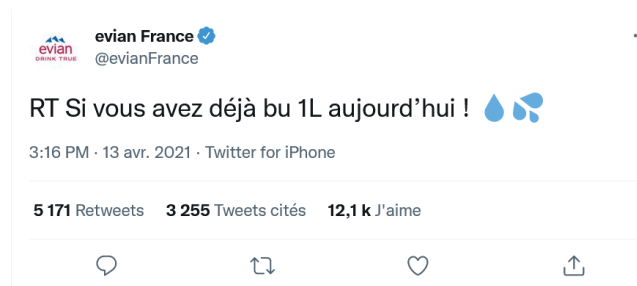 evian France
evian
DRINK TRUE
@evianFrance
RT Si vous avez déjà bu 1L aujourd’hui ! 💧💦
3:16 PM · 13 avr. 2021 · Twitter for iPhone
5 171 Retweets 3 255 Tweets cités 12,1 k J'aime